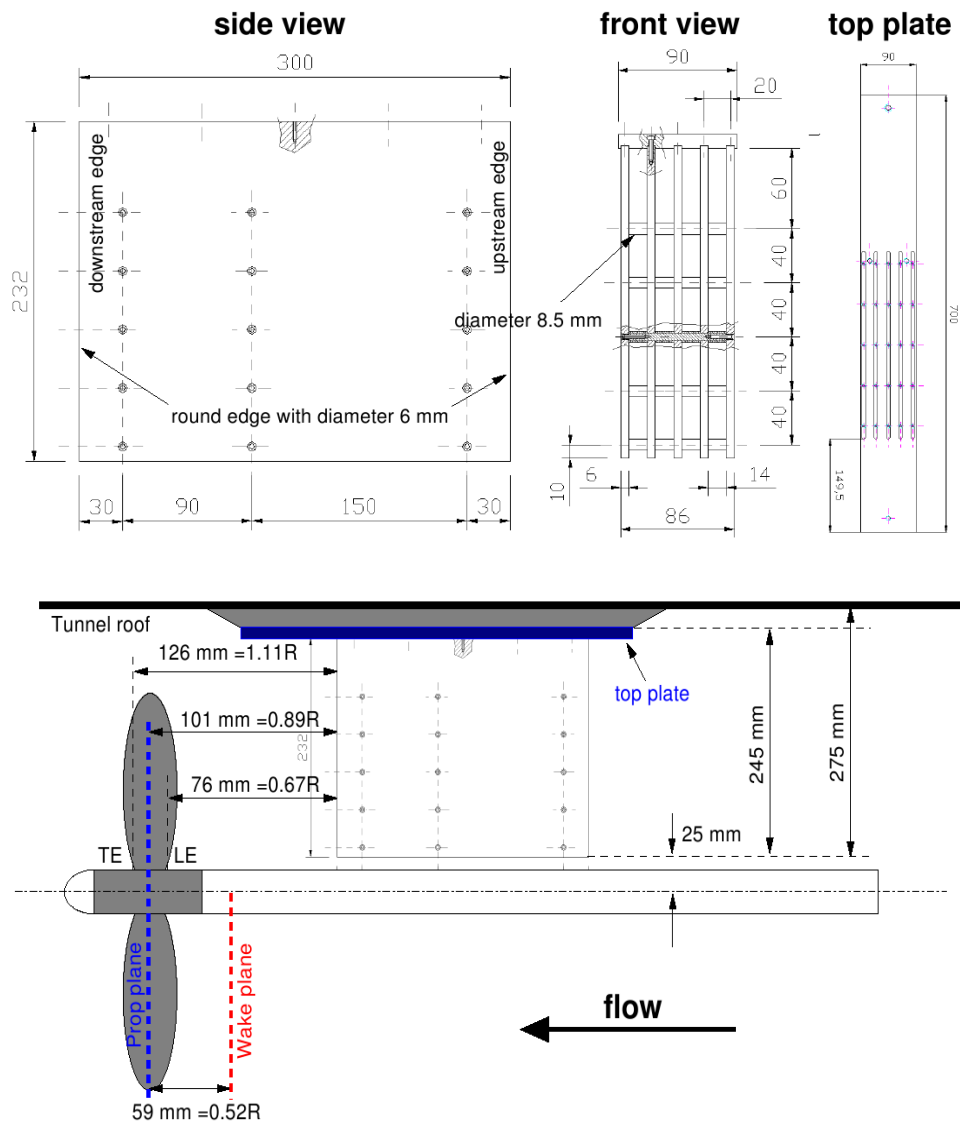 side view
front view
top plate
300
90
20
90
232
downstream edge
upstream edge
60
40
40
40
40
diameter 8.5 mm
round edge with diameter 6 mm
700
149,5
30
90
150
30
10
6
14
86
Tunnel roof
126 mm =1.11R
top plate
101 mm =0.89R
232
76 mm =0.67R
245 mm
275 mm
25 mm
TE
LE
Prop plane
Wake plane
flow
59 mm =0.52R